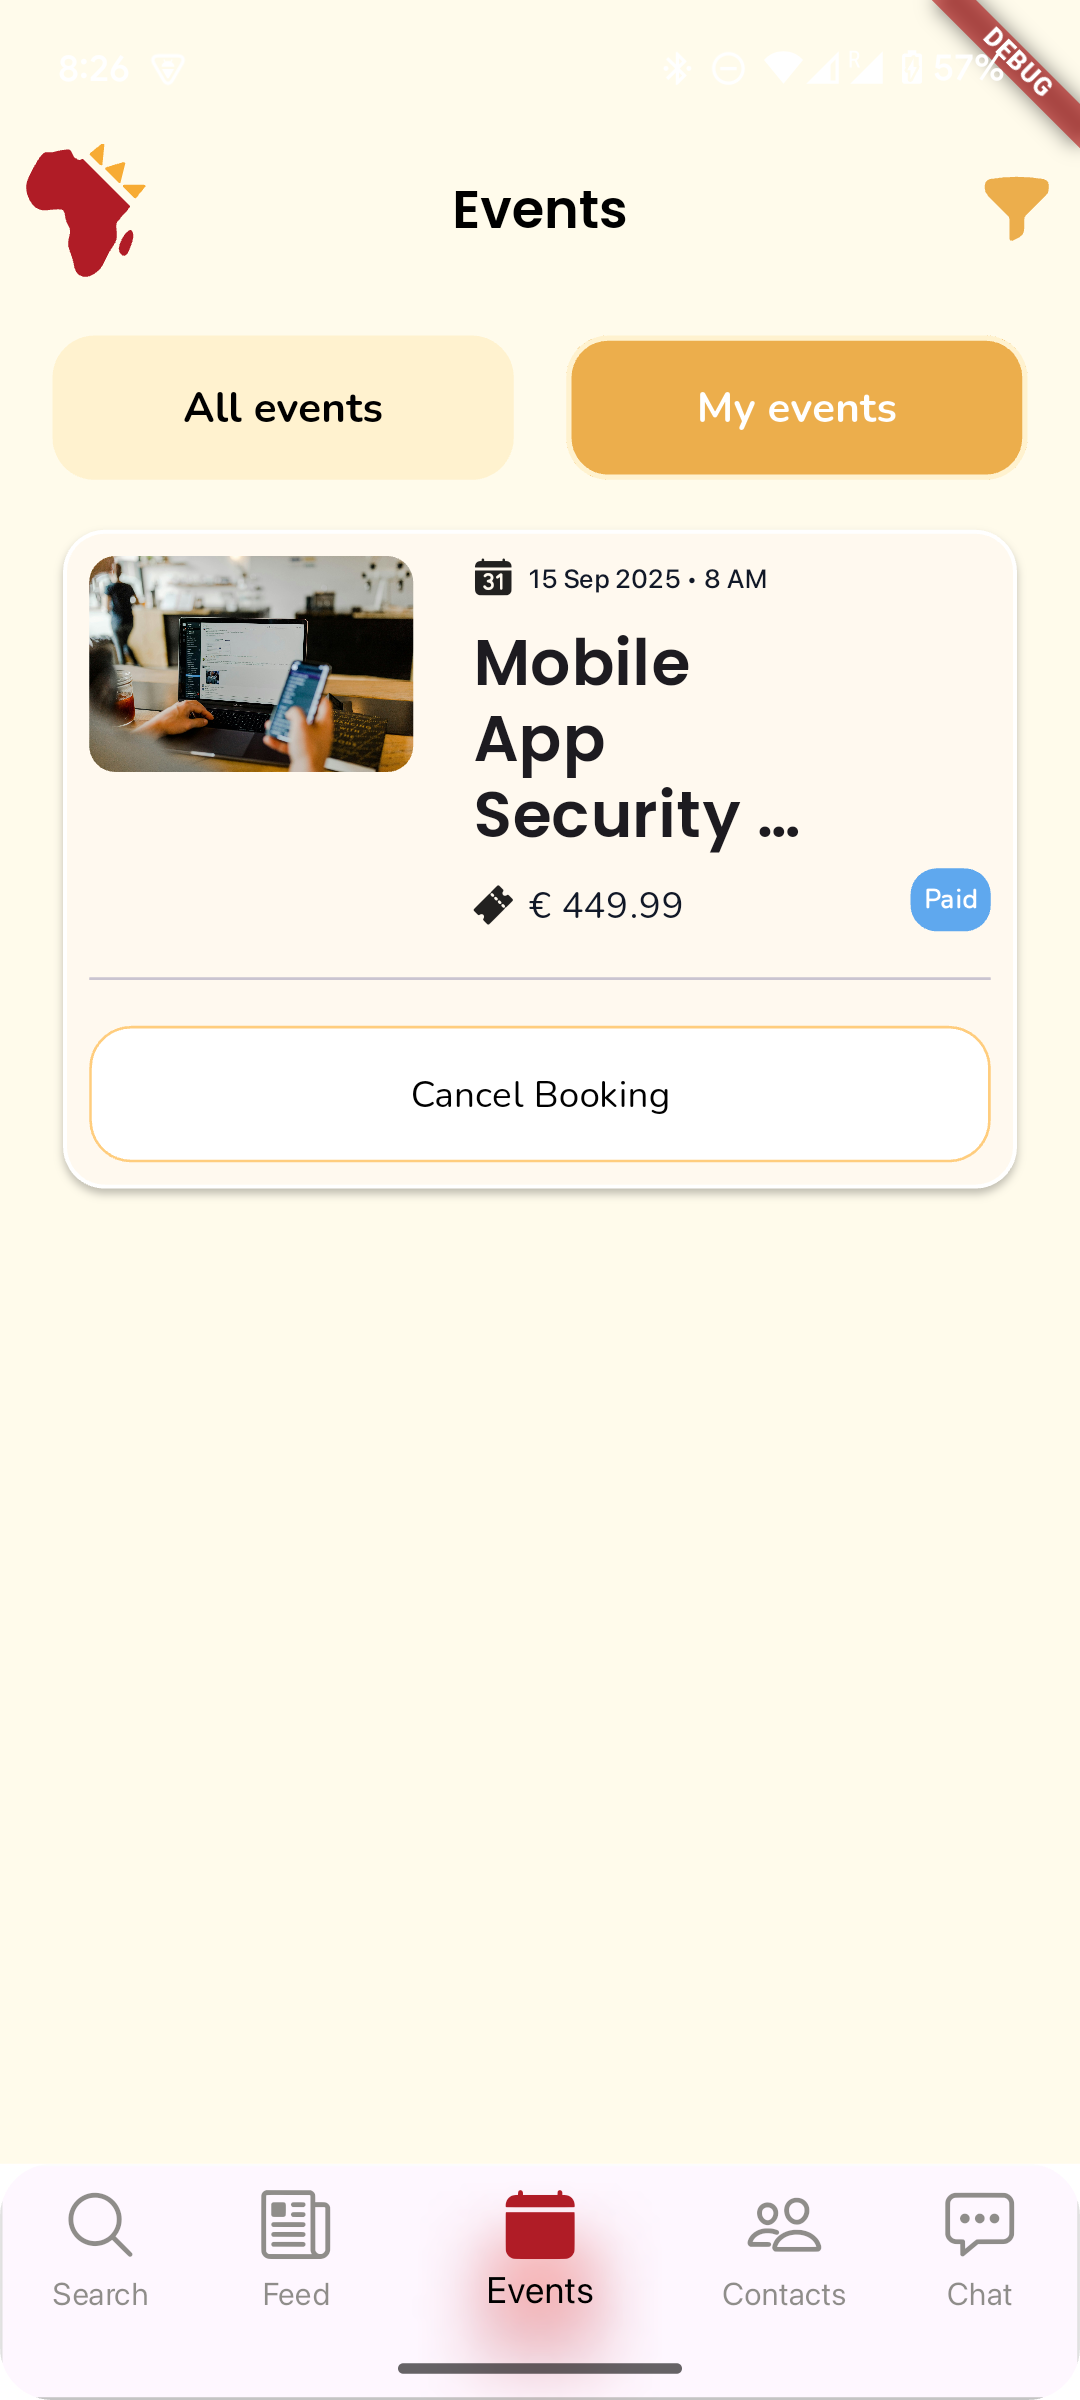 8:26
57%
DEBUG
Events
All events
My events
31
15 Sep 2025 • 8 AM
Mobile
App
Security ...
€ 449.99
Paid
Cancel Booking
Search
Feed
Events
Contacts
Chat